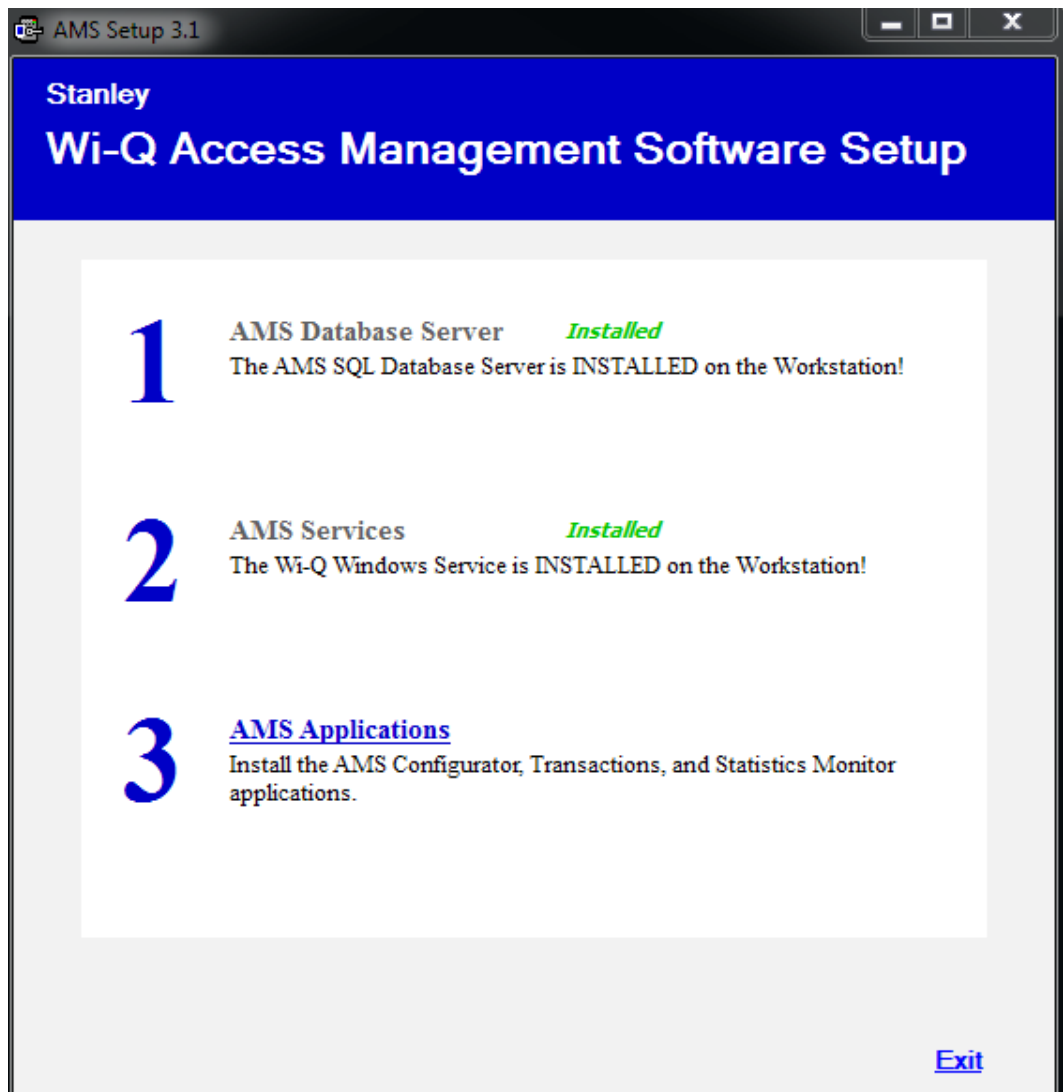 AMS Setup 3.1
Stanley
Wi-Q Access Management Software Setup
1
AMS Database Server Installed
The AMS SQL Database Server is INSTALLED on the Workstation!
2
AMS Services Installed
The Wi-Q Windows Service is INSTALLED on the Workstation!
3
AMS Applications
Install the AMS Configurator, Transactions, and Statistics Monitor
applications.
Exit